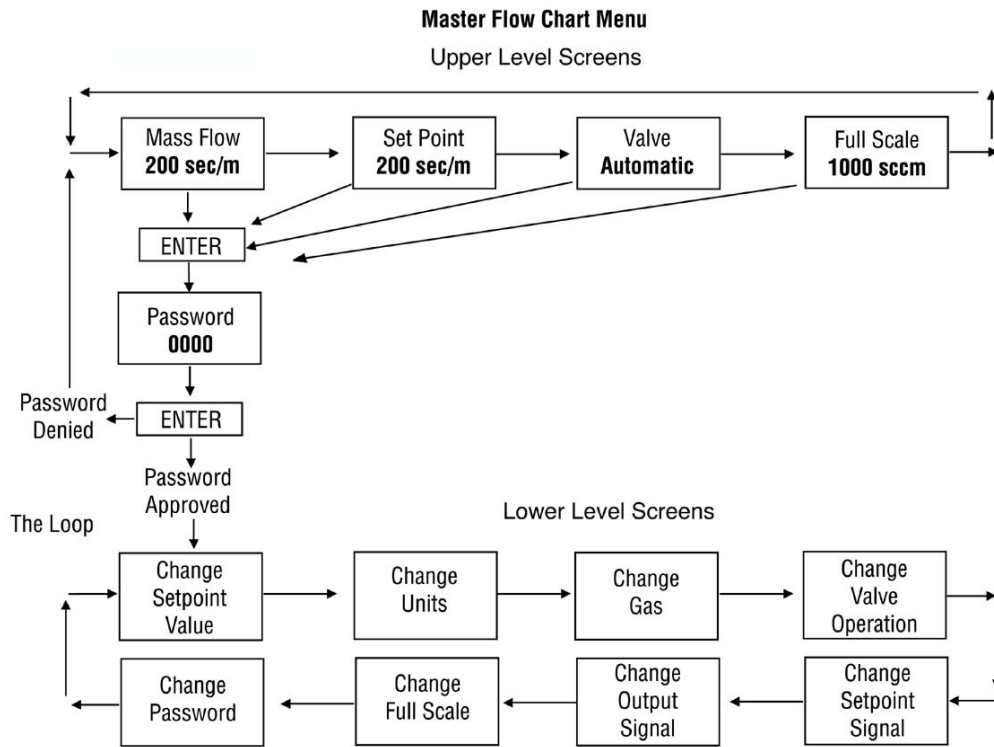 Master Flow Chart Menu
Upper Level Screens
Mass Flow
200 sec/m
Set Point
200 sec/m
Valve
Automatic
Full Scale
1000 sccm
ENTER
Password
0000
ENTER
Password
Denied
Password
Approved
The Loop
Lower Level Screens
Change
Setpoint
Value
Change
Units
Change
Gas
Change
Valve
Operation
Change
Password
Change
Full Scale
Change
Output
Signal
Change
Setpoint
Signal